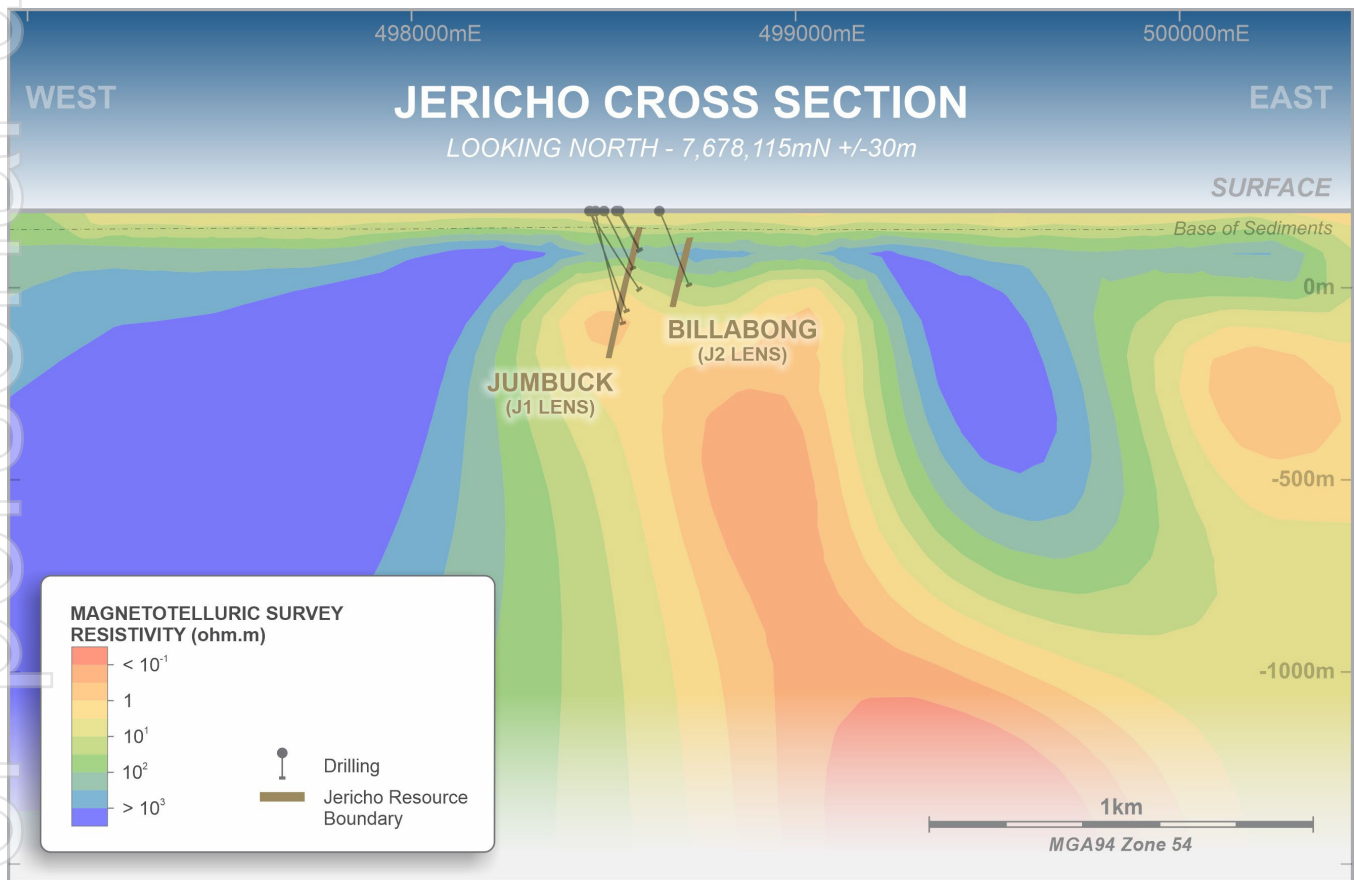 498000mE
499000mE
500000mE
WEST
JERICHO CROSS SECTION
EAST
LOOKING NORTH - 7,678,115mN +/-30m
SURFACE
Base of Sediments
0m
BILLABONG
(J2 LENS)
JUMBUCK
(J1 LENS)
-500m
-1000m
MAGNETOTELLURIC SURVEY
RESISTIVITY (ohm.m)
< 10⁻¹
1
10¹
10²
> 10³
Drilling
Jericho Resource
Boundary
1km
MGA94 Zone 54